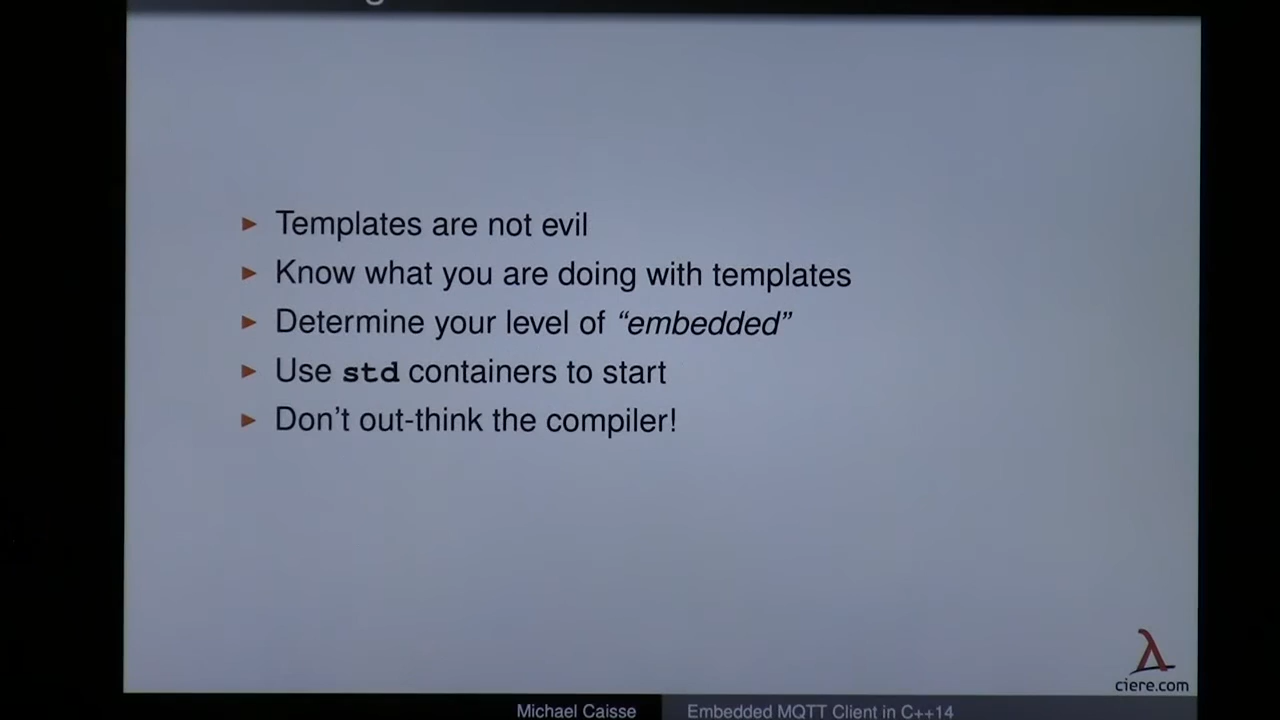 Templates are not evil
Know what you are doing with templates
Determine your level of “embedded”
Use std containers to start
Don't out-think the compiler!
ciere.com
Michael Caisse Embedded MQTT Client in C++14